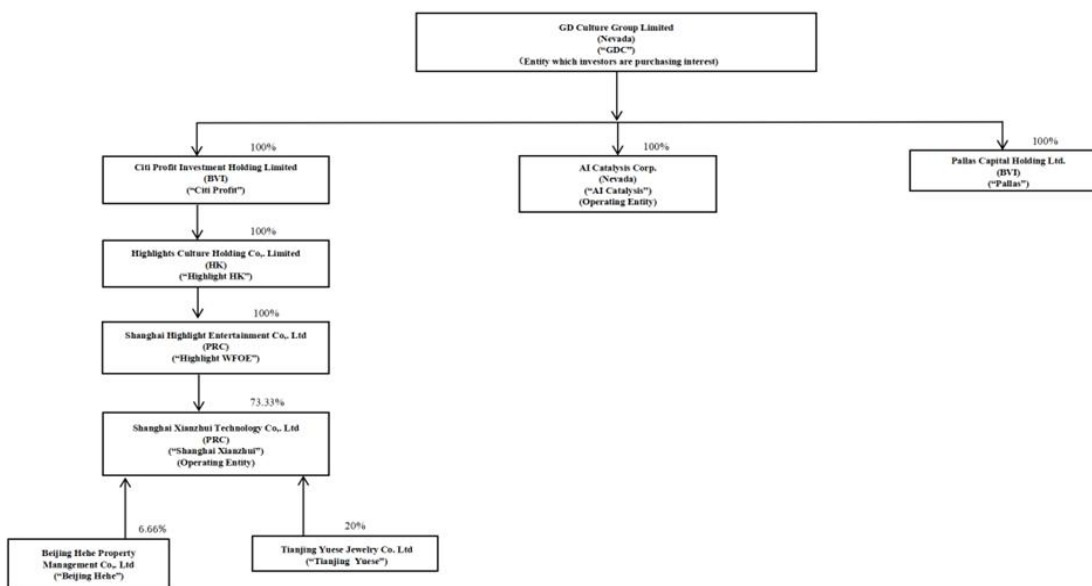 GD Culture Group Limited
(Nevada)
(“GDC”)
(Entity which investors are purchasing interest)
100%
100%
100%
Citi Profit Investment Holding Limited
(BVI)
(“Citi Profit”)
AI Catalysis Corp.
(Nevada)
(“AI Catalysis”)
(Operating Entity)
Pallas Capital Holding Ltd.
(BVI)
(“Pallas”)
100%
Highlights Culture Holding Co,. Limited
(HK)
(“Highlight HK”)
100%
Shanghai Highlight Entertainment Co,. Ltd
(PRC)
(“Highlight WFOE”)
73.33%
Shanghai Xianzhui Technology Co,. Ltd
(PRC)
(“Shanghai Xianzhui”)
(Operating Entity)
6.66%
20%
Beijing Hehe Property
Management Co,. Ltd
(“Beijing Hehe”)
Tianjing Yuese Jewelry Co. Ltd
(“Tianjing Yuese”)